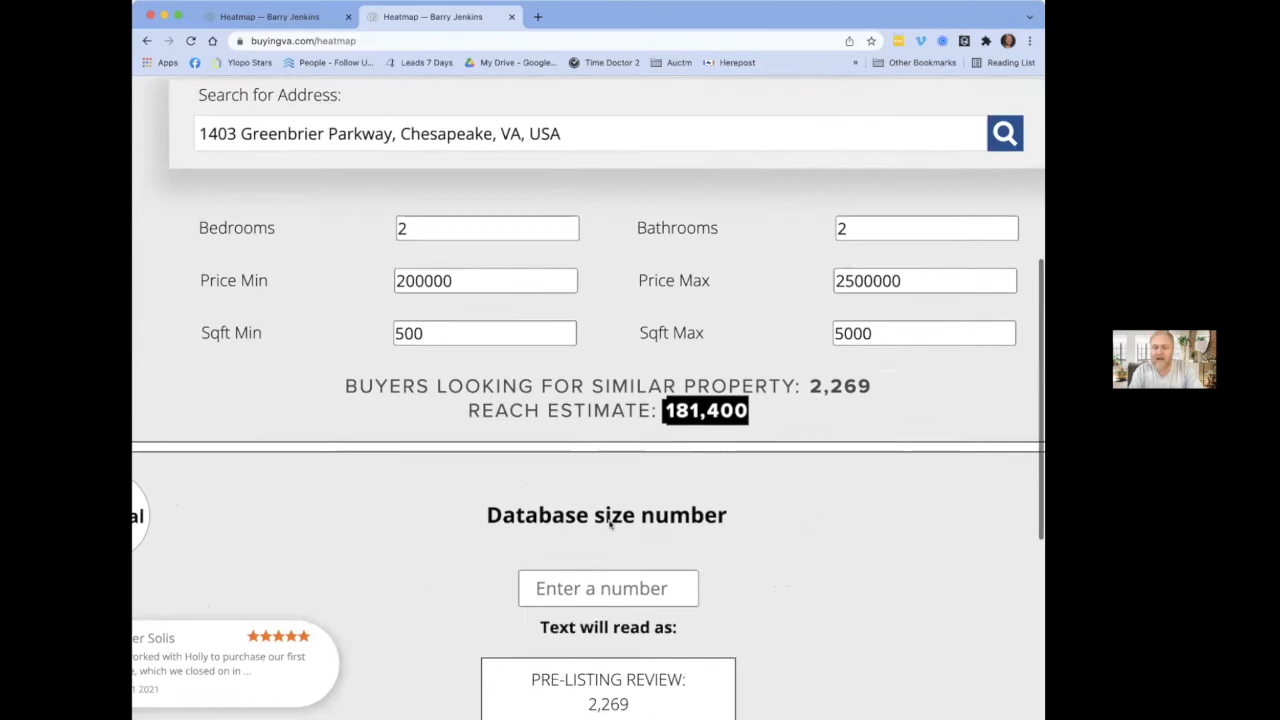 Heatmap — Barry Jenkins
Heatmap — Barry Jenkins
buyingva.com/heatmap
Apps
Ylopo Stars
People - Follow U...
Leads 7 Days
My Drive - Google...
Time Doctor 2
Auctm
Herepost
»
Other Bookmarks
Reading List
Search for Address:
1403 Greenbrier Parkway, Chesapeake, VA, USA
Bedrooms 2 Bathrooms 2
Price Min 200000 Price Max 2500000
Sqft Min 500 Sqft Max 5000
BUYERS LOOKING FOR SIMILAR PROPERTY: 2,269
REACH ESTIMATE: 181,400
al
Database size number
Enter a number
Text will read as:
er Solis
orked with Holly to purchase our first
e, which we closed on in ...
1 2021
PRE-LISTING REVIEW:
2,269